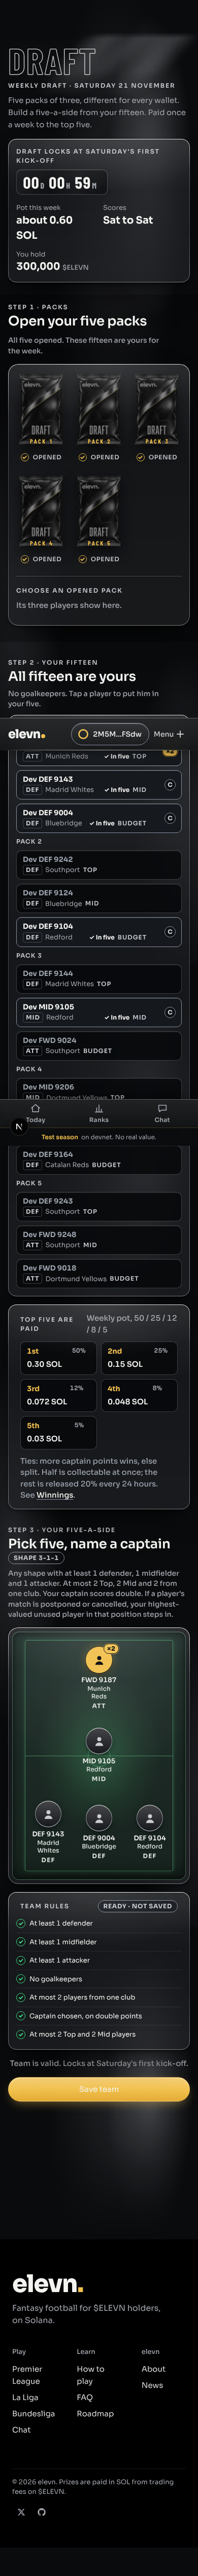 DRAFT
WEEKLY DRAFT · SATURDAY 21 NOVEMBER
Five packs of three, different for every wallet.
Build a five-a-side from your fifteen. Paid once
a week to the top five.
DRAFT LOCKS AT SATURDAY'S FIRST
KICK-OFF
00D 00H 59M
Pot this week
about 0.60
SOL
Scores
Sat to Sat
You hold
300,000 $ELEVN
STEP 1 · PACKS
Open your five packs
All five opened. These fifteen are yours for
the week.
elevn.
DRAFT
PACK 1
elevn.
DRAFT
PACK 2
elevn.
DRAFT
PACK 3
OPENED
OPENED
OPENED
elevn.
DRAFT
PACK 4
elevn.
DRAFT
PACK 5
OPENED
OPENED
CHOOSE AN OPENED PACK
Its three players show here.
STEP 2 · YOUR FIFTEEN
All fifteen are yours
No goalkeepers. Tap a player to put him in
your five.
elevn.
2M5M...FSdw
Menu +
ATT Munich Reds ✓ In five TOP
Dev DEF 9143
DEF Madrid Whites ✓ In five MID
C
Dev DEF 9004
DEF Bluebridge ✓ In five BUDGET
C
PACK 2
Dev DEF 9242
DEF Southport TOP
Dev DEF 9124
DEF Bluebridge MID
Dev DEF 9104
DEF Redford ✓ In five BUDGET
C
PACK 3
Dev DEF 9144
DEF Madrid Whites TOP
Dev MID 9105
MID Redford ✓ In five MID
C
Dev FWD 9024
ATT Southport BUDGET
PACK 4
Dev MID 9206
MID Dortmund Yellows TOP
Today
Ranks
Chat
N
Test season on devnet. No real value.
Dev DEF 9164
DEF Catalan Reds BUDGET
PACK 5
Dev DEF 9243
DEF Southport TOP
Dev FWD 9248
ATT Southport MID
Dev FWD 9018
ATT Dortmund Yellows BUDGET
TOP FIVE ARE
PAID
Weekly pot, 50 / 25 / 12
/ 8 / 5
1st 50%
0.30 SOL
2nd 25%
0.15 SOL
3rd 12%
0.072 SOL
4th 8%
0.048 SOL
5th 5%
0.03 SOL
Ties: more captain points wins, else
split. Half is collectable at once; the
rest is released 20% every 24 hours.
See Winnings.
STEP 3 · YOUR FIVE-A-SIDE
Pick five, name a captain
SHAPE 3-1-1
Any shape with at least 1 defender, 1 midfielder
and 1 attacker. At most 2 Top, 2 Mid and 2 from
one club. Your captain scores double. If a player's
match is postponed or cancelled, your highest-
valued unused player in that position steps in.
×2
FWD 9187
Munich
Reds
ATT
MID 9105
Redford
MID
DEF 9143
Madrid
Whites
DEF
DEF 9004
Bluebridge
DEF
DEF 9104
Redford
DEF
TEAM RULES
READY · NOT SAVED
At least 1 defender
At least 1 midfielder
At least 1 attacker
No goalkeepers
At most 2 players from one club
Captain chosen, on double points
At most 2 Top and 2 Mid players
Team is valid. Locks at Saturday's first kick-off.
Save team
elevn.
Fantasy football for $ELEVN holders,
on Solana.
Play
Premier
League
La Liga
Bundesliga
Chat
Learn
How to
play
FAQ
Roadmap
elevn
About
News
© 2026 elevn. Prizes are paid in SOL from trading
fees on $ELEVN.